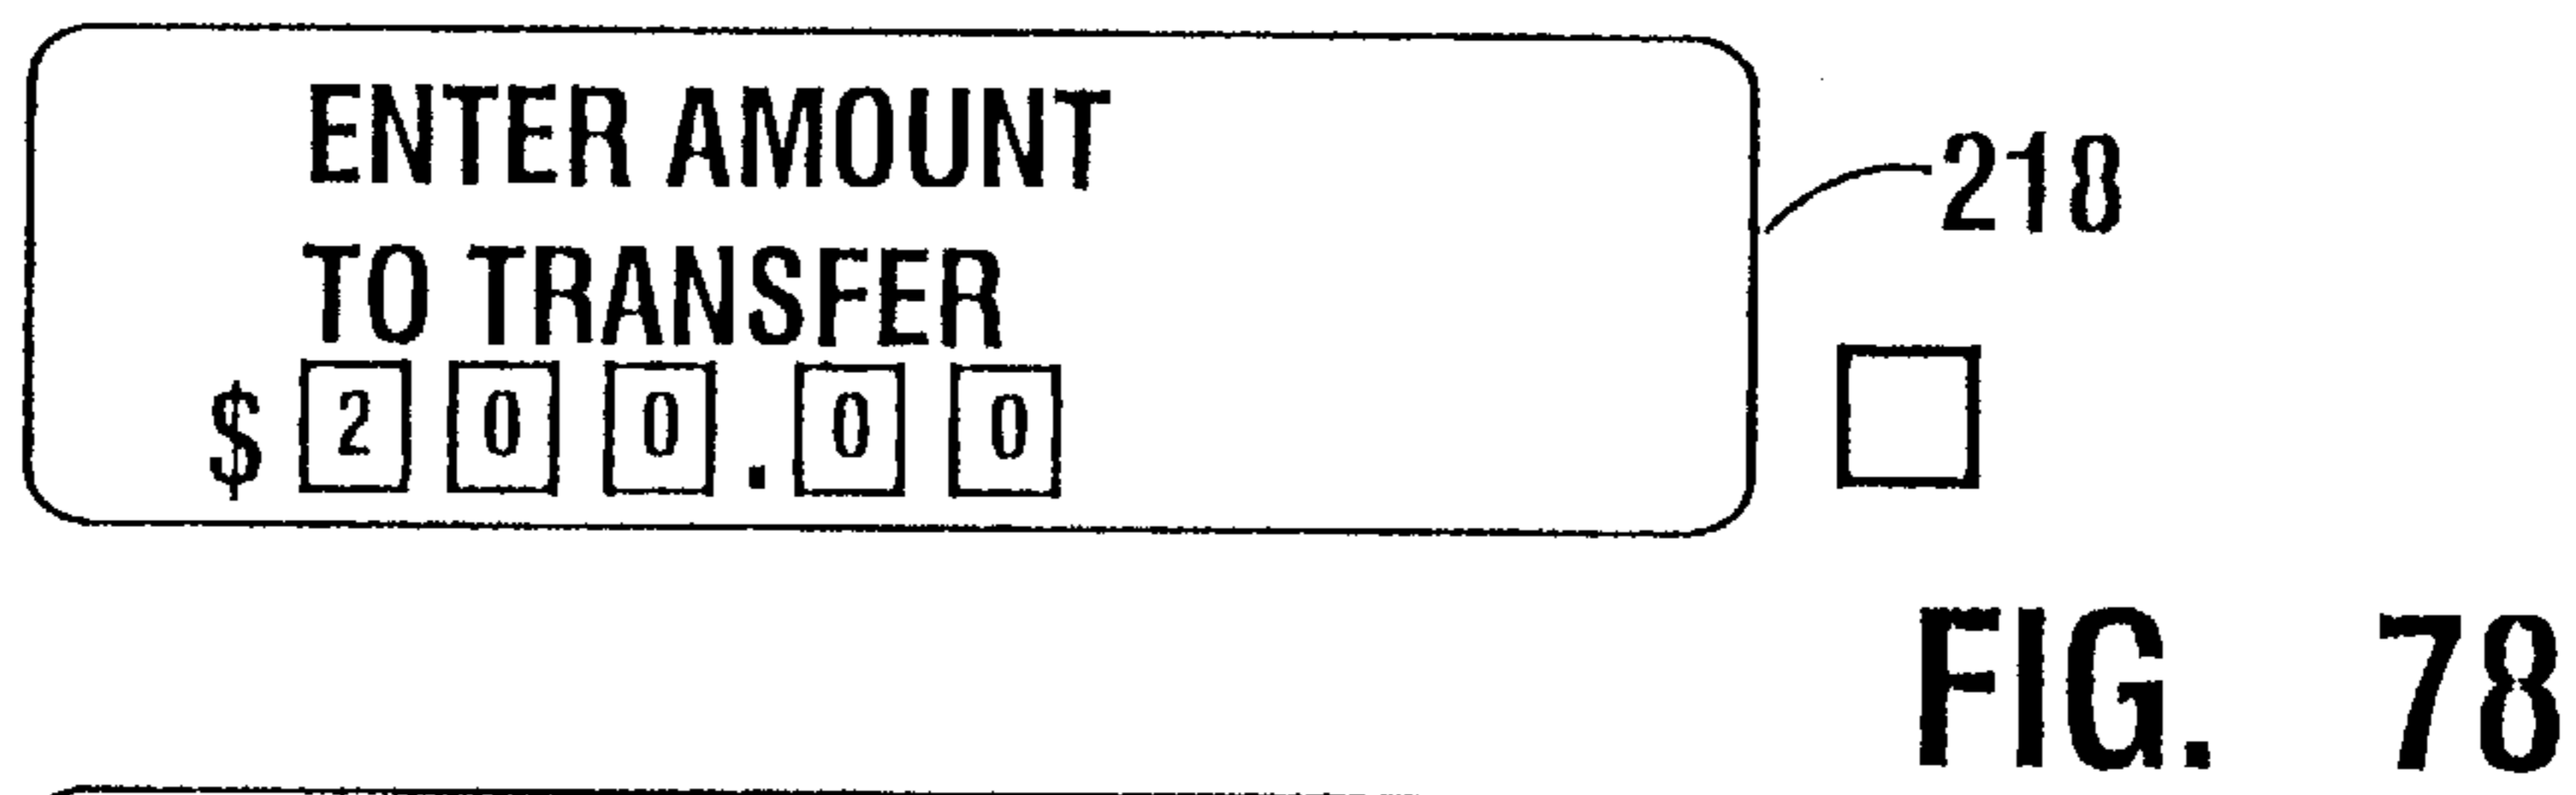 ENTER AMOUNT
TO TRANSFER
$ 2 0 0 . 0 0
218
FIG. 78